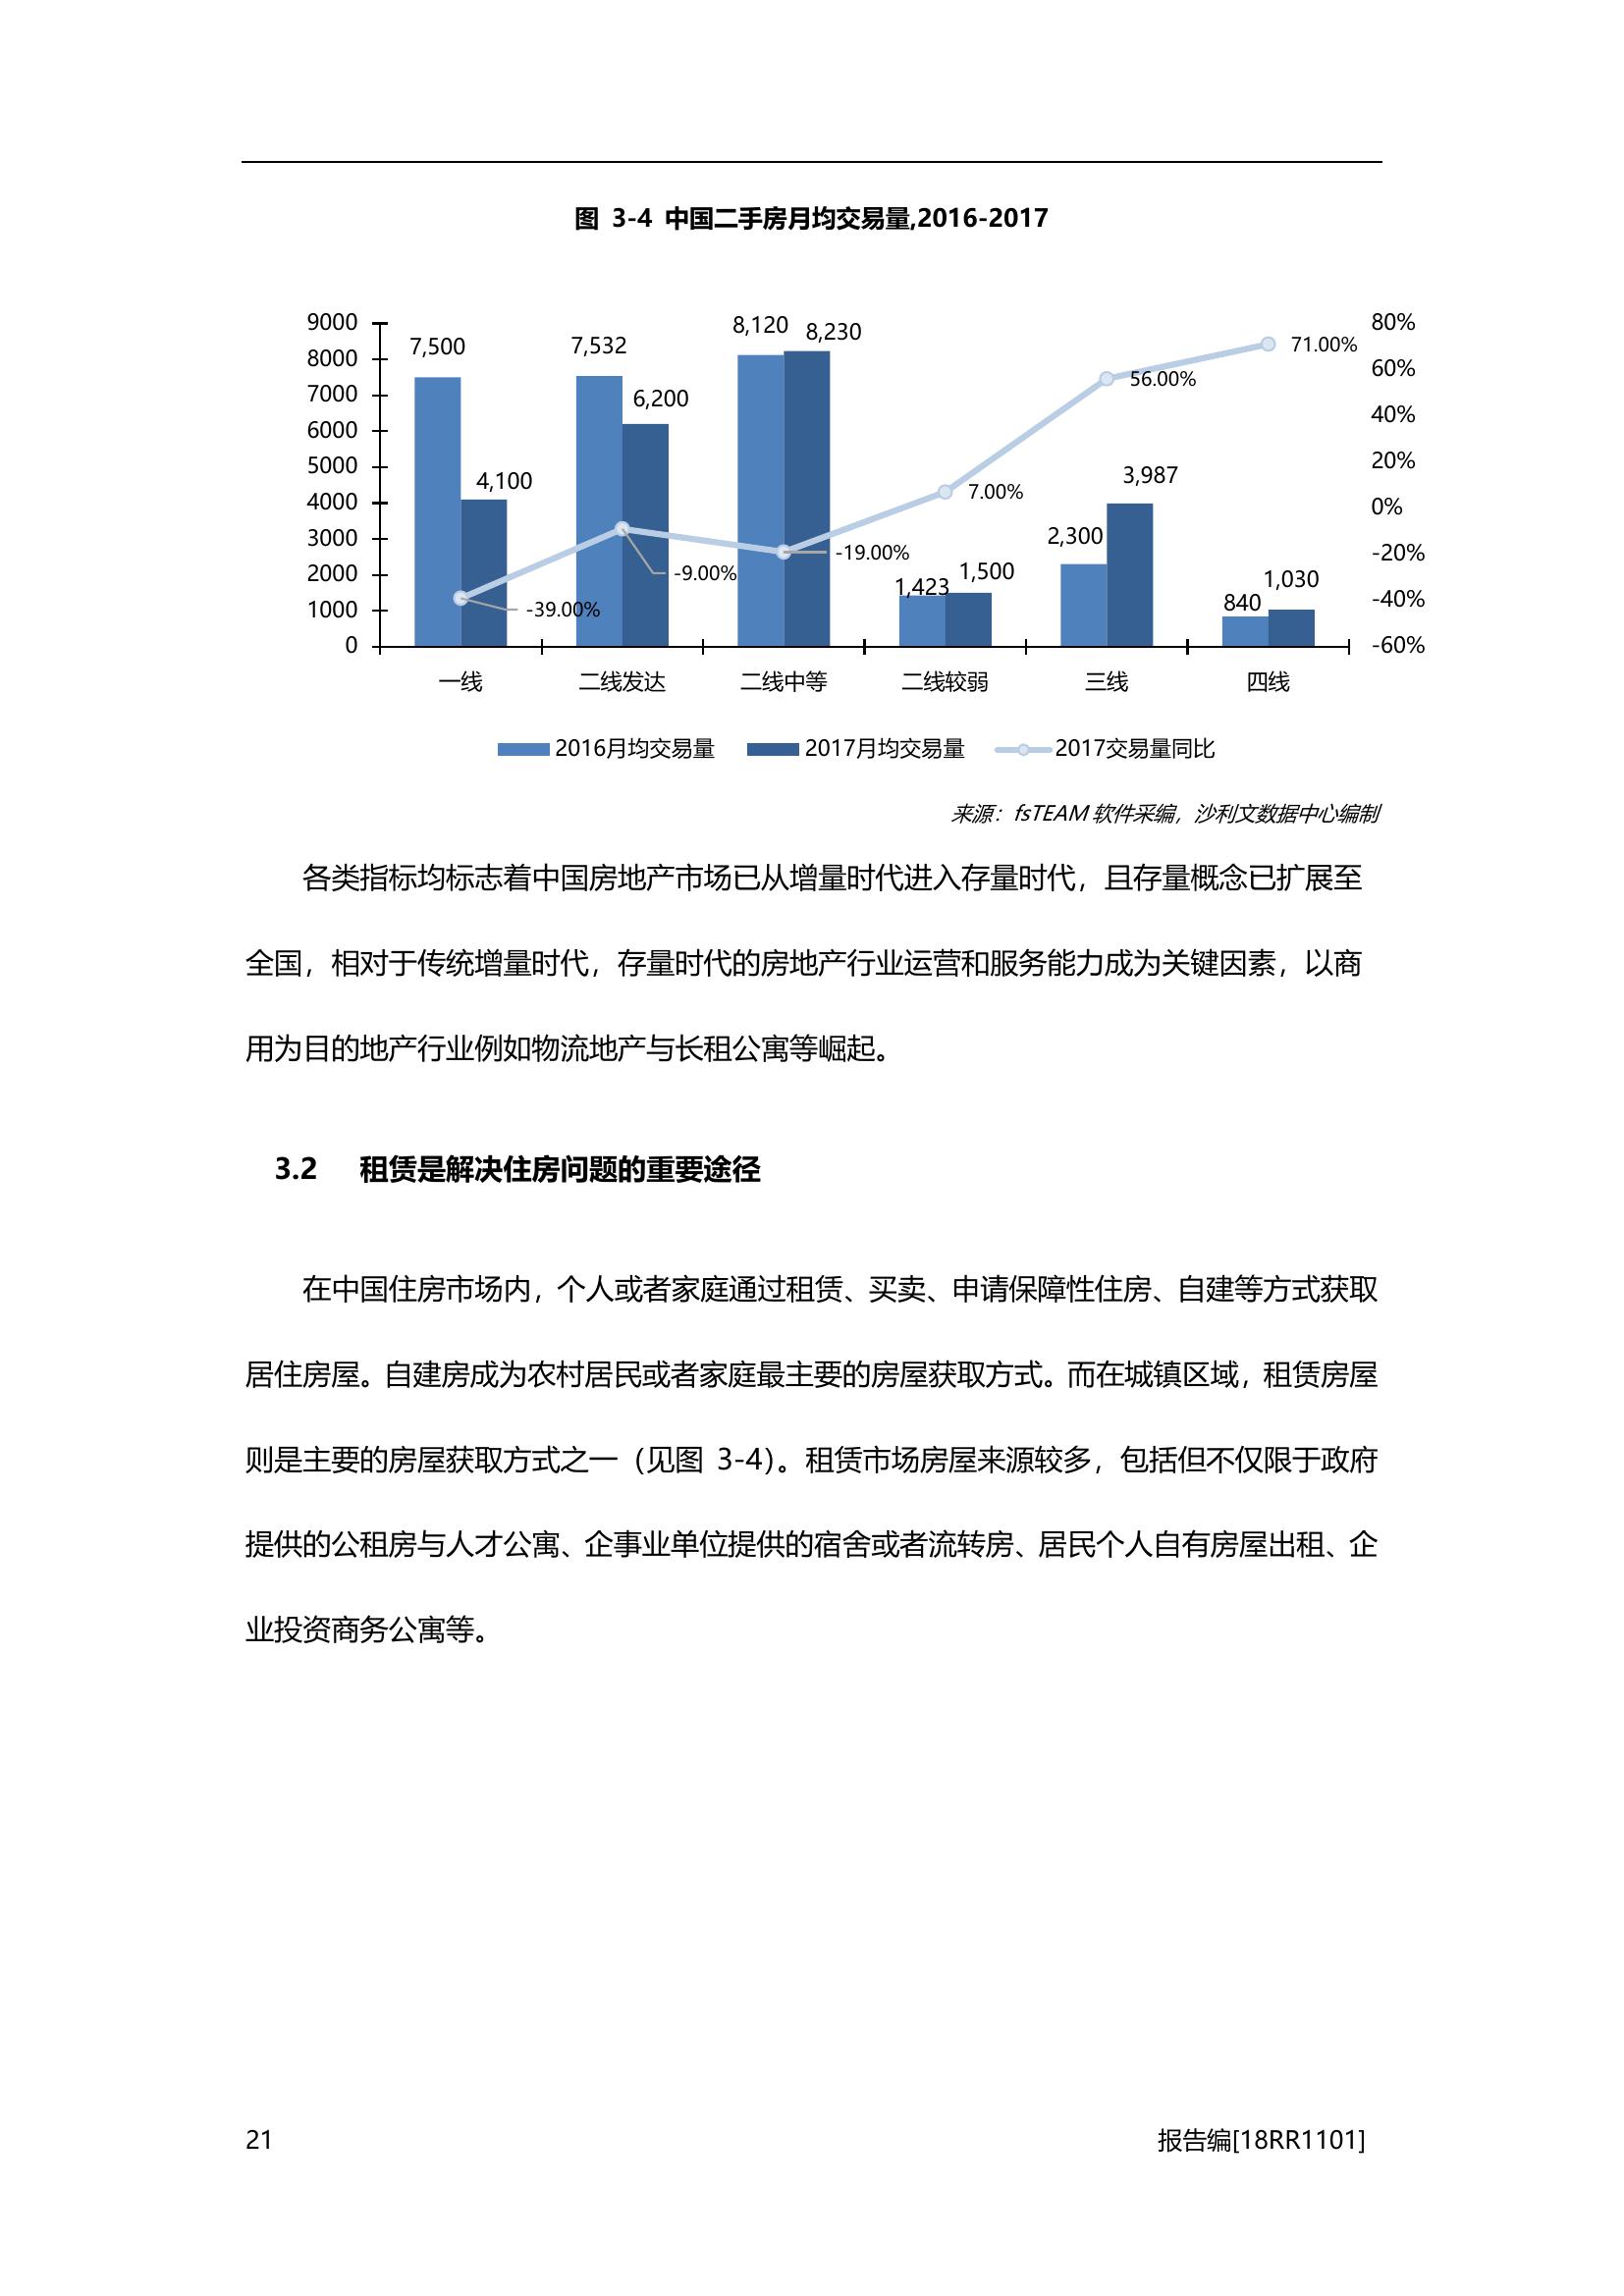 图 3-4 中国二手房月均交易量,2016-2017
9000
8000
7000
6000
5000
4000
3000
2000
1000
0
7,500
4,100
7,532
6,200
8,120
8,230
1,423
1,500
2,300
3,987
840
1,030
-39.00%
-9.00%
-19.00%
7.00%
56.00%
71.00%
80%
60%
40%
20%
0%
-20%
-40%
-60%
一线 二线发达 二线中等 二线较弱 三线 四线
2016月均交易量 2017月均交易量 2017交易量同比
来源：fsTEAM 软件采编，沙利文数据中心编制
各类指标均标志着中国房地产市场已从增量时代进入存量时代，且存量概念已扩展至
全国，相对于传统增量时代，存量时代的房地产行业运营和服务能力成为关键因素，以商
用为目的地产行业例如物流地产与长租公寓等崛起。
3.2 租赁是解决住房问题的重要途径
在中国住房市场内，个人或者家庭通过租赁、买卖、申请保障性住房、自建等方式获取
居住房屋。自建房成为农村居民或者家庭最主要的房屋获取方式。而在城镇区域，租赁房屋
则是主要的房屋获取方式之一（见图 3-4）。租赁市场房屋来源较多，包括但不仅限于政府
提供的公租房与人才公寓、企事业单位提供的宿舍或者流转房、居民个人自有房屋出租、企
业投资商务公寓等。
21 报告编[18RR1101]